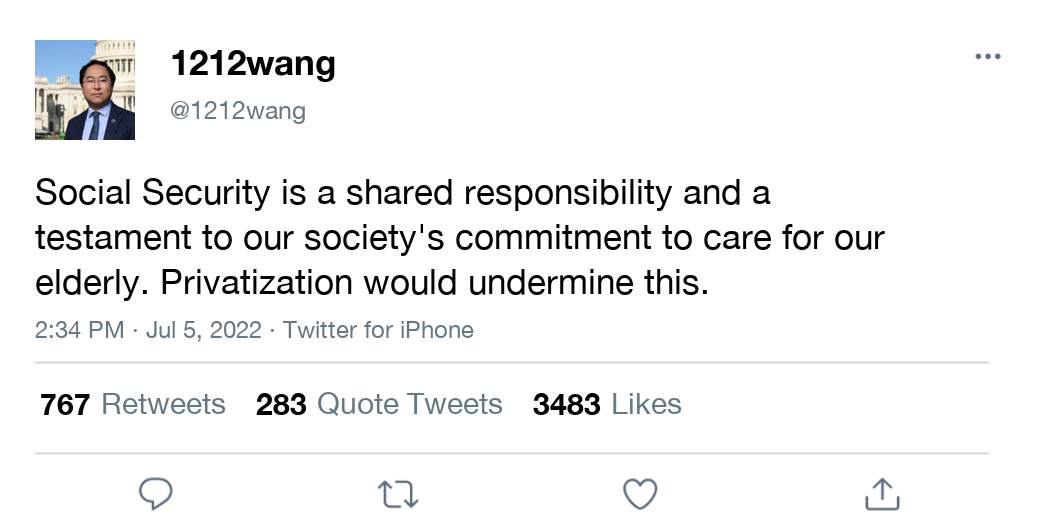 1212wang
@1212wang
Social Security is a shared responsibility and a
testament to our society's commitment to care for our
elderly. Privatization would undermine this.
2:34 PM · Jul 5, 2022 · Twitter for iPhone
767 Retweets 283 Quote Tweets 3483 Likes